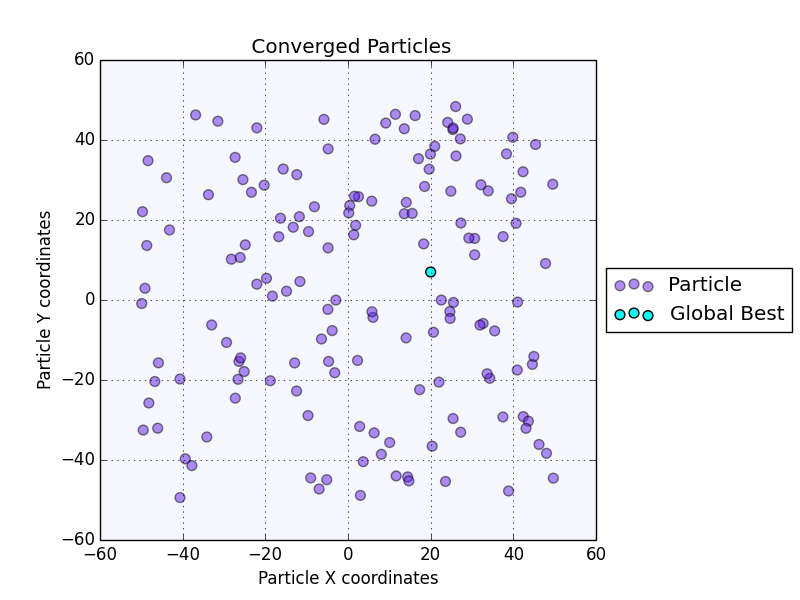 Converged Particles
60
40
20
0
−20
−40
−60
Particle Y coordinates
−60
−40
−20
0
20
40
60
Particle X coordinates
Particle
Global Best